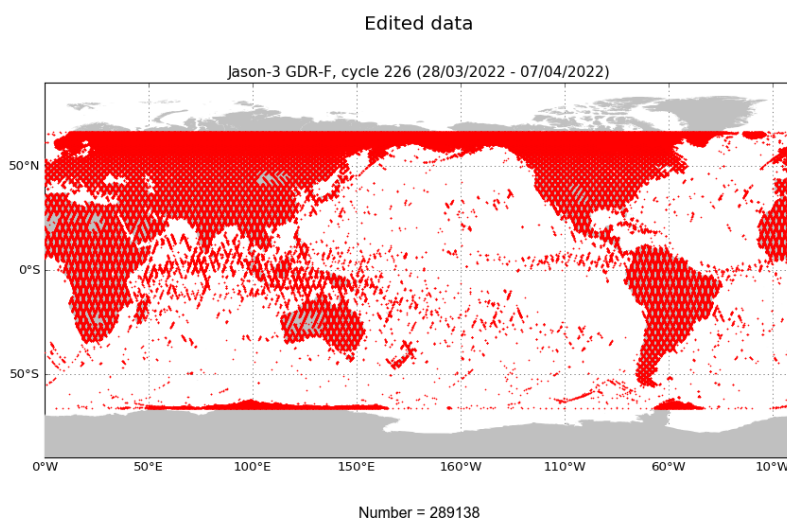 Edited data
Jason-3 GDR-F, cycle 226 (28/03/2022 - 07/04/2022)
50°N
0°S
50°S
0°W 50°E 100°E 150°E 160°W 110°W 60°W 10°W
Number = 289138